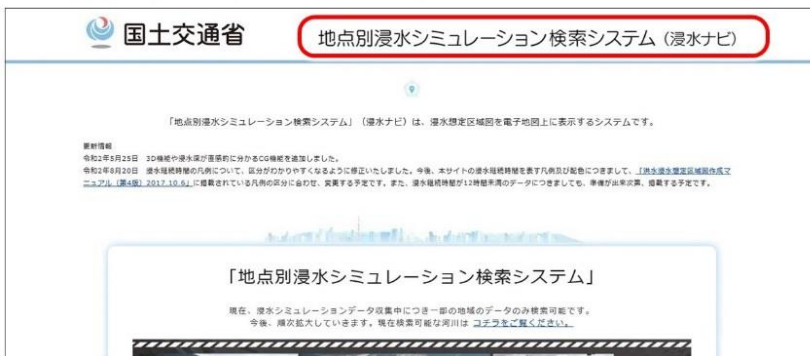 国土交通省
地点別浸水シミュレーション検索システム（浸水ナビ）
「地点別浸水シミュレーション検索システム」（浸水ナビ）は、浸水想定区域図を電子地図上に表示するシステムです。
更新情報
令和2年5月25日 3D機能や浸水深が直感的に分かるCG機能を追加しました。
令和2年8月20日 浸水継続時間の凡例について、区分がわかりやすくなるように修正いたしました。今後、本サイトの浸水継続時間を表す凡例及び配色につきまして、「洪水浸水想定区域図作成マ
ニュアル（第4版）2017.10.6」に掲載されている凡例の区分に合わせ、変更する予定です。また、浸水継続時間が12時間未満のデータにつきましても、準備が出来次第、掲載する予定です。
「地点別浸水シミュレーション検索システム」
現在、浸水シミュレーションデータ収集中につき一部の地域のデータのみ検索可能です。
今後、順次拡大していきます。現在検索可能な河川は コチラをご覧ください。